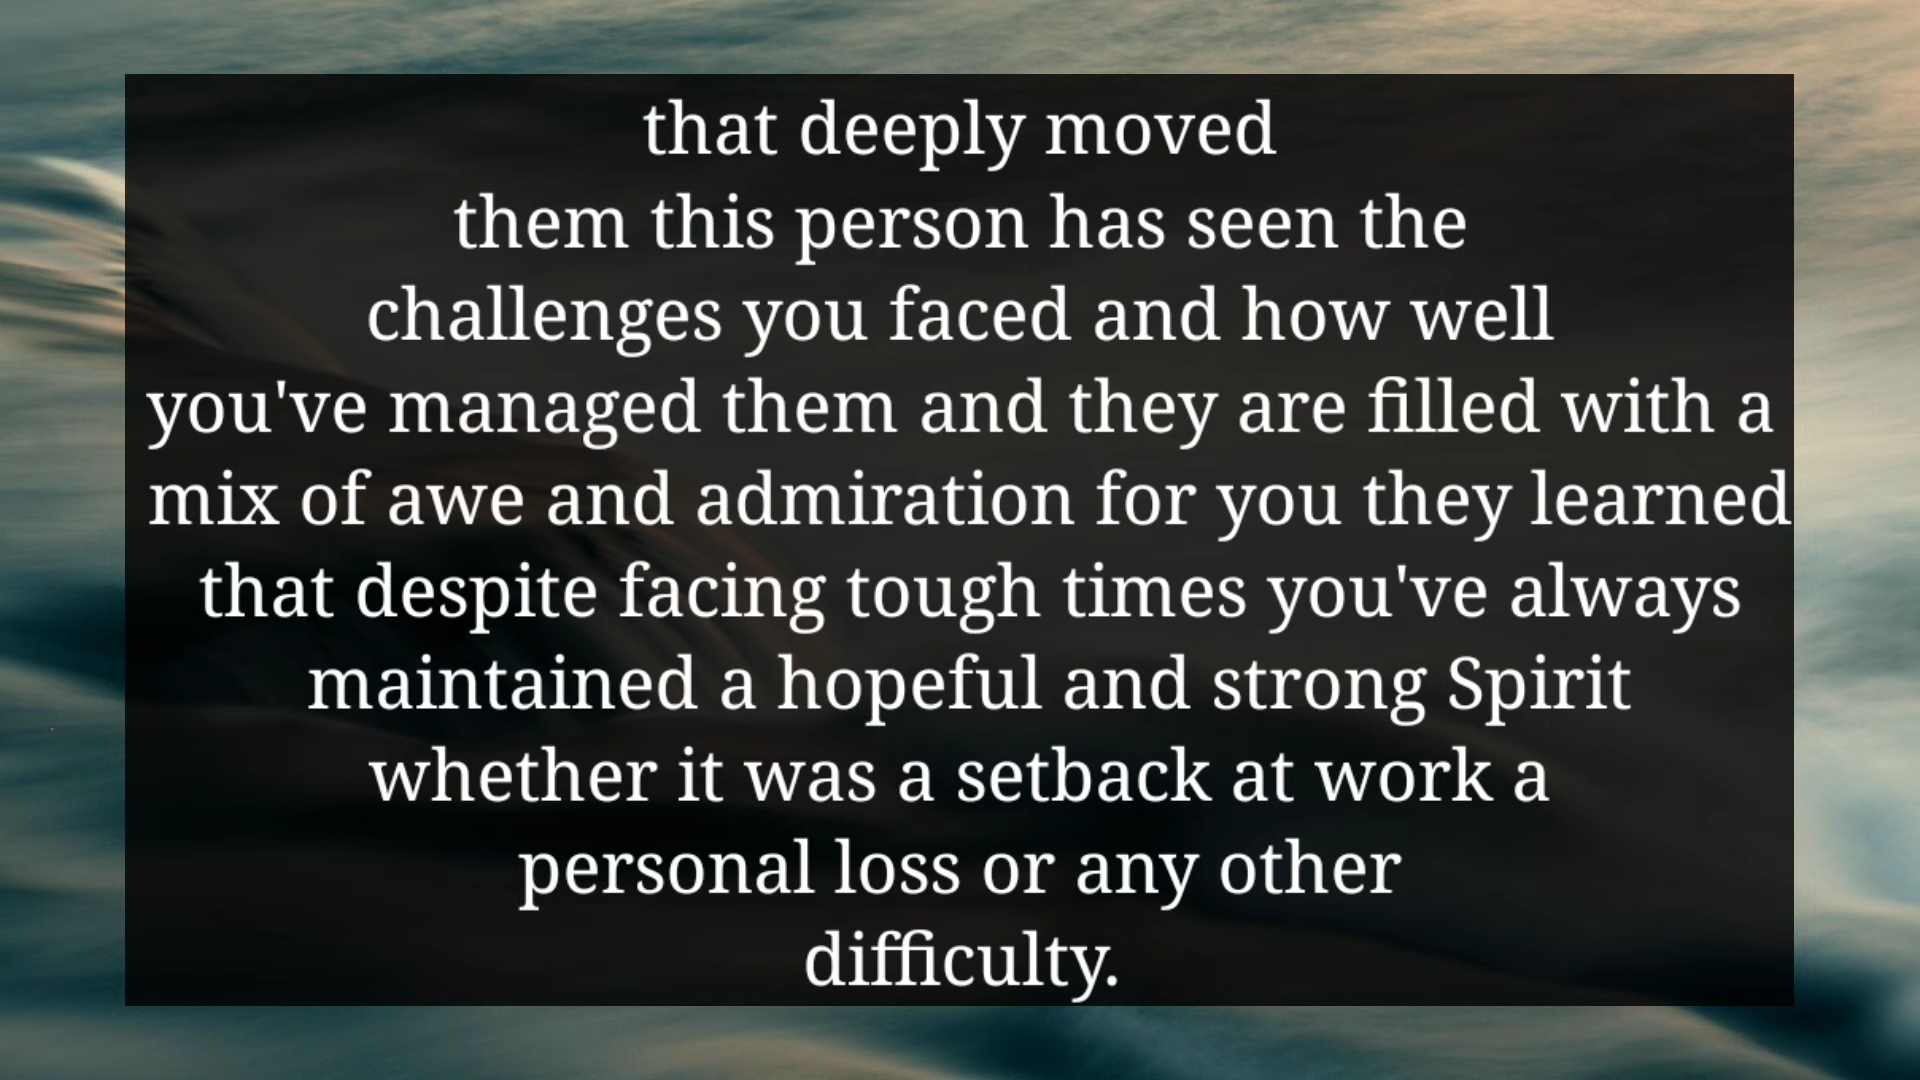 that deeply moved
them this person has seen the
challenges you faced and how well
you've managed them and they are filled with a
mix of awe and admiration for you they learned
that despite facing tough times you've always
maintained a hopeful and strong Spirit
whether it was a setback at work a
personal loss or any other
difficulty.